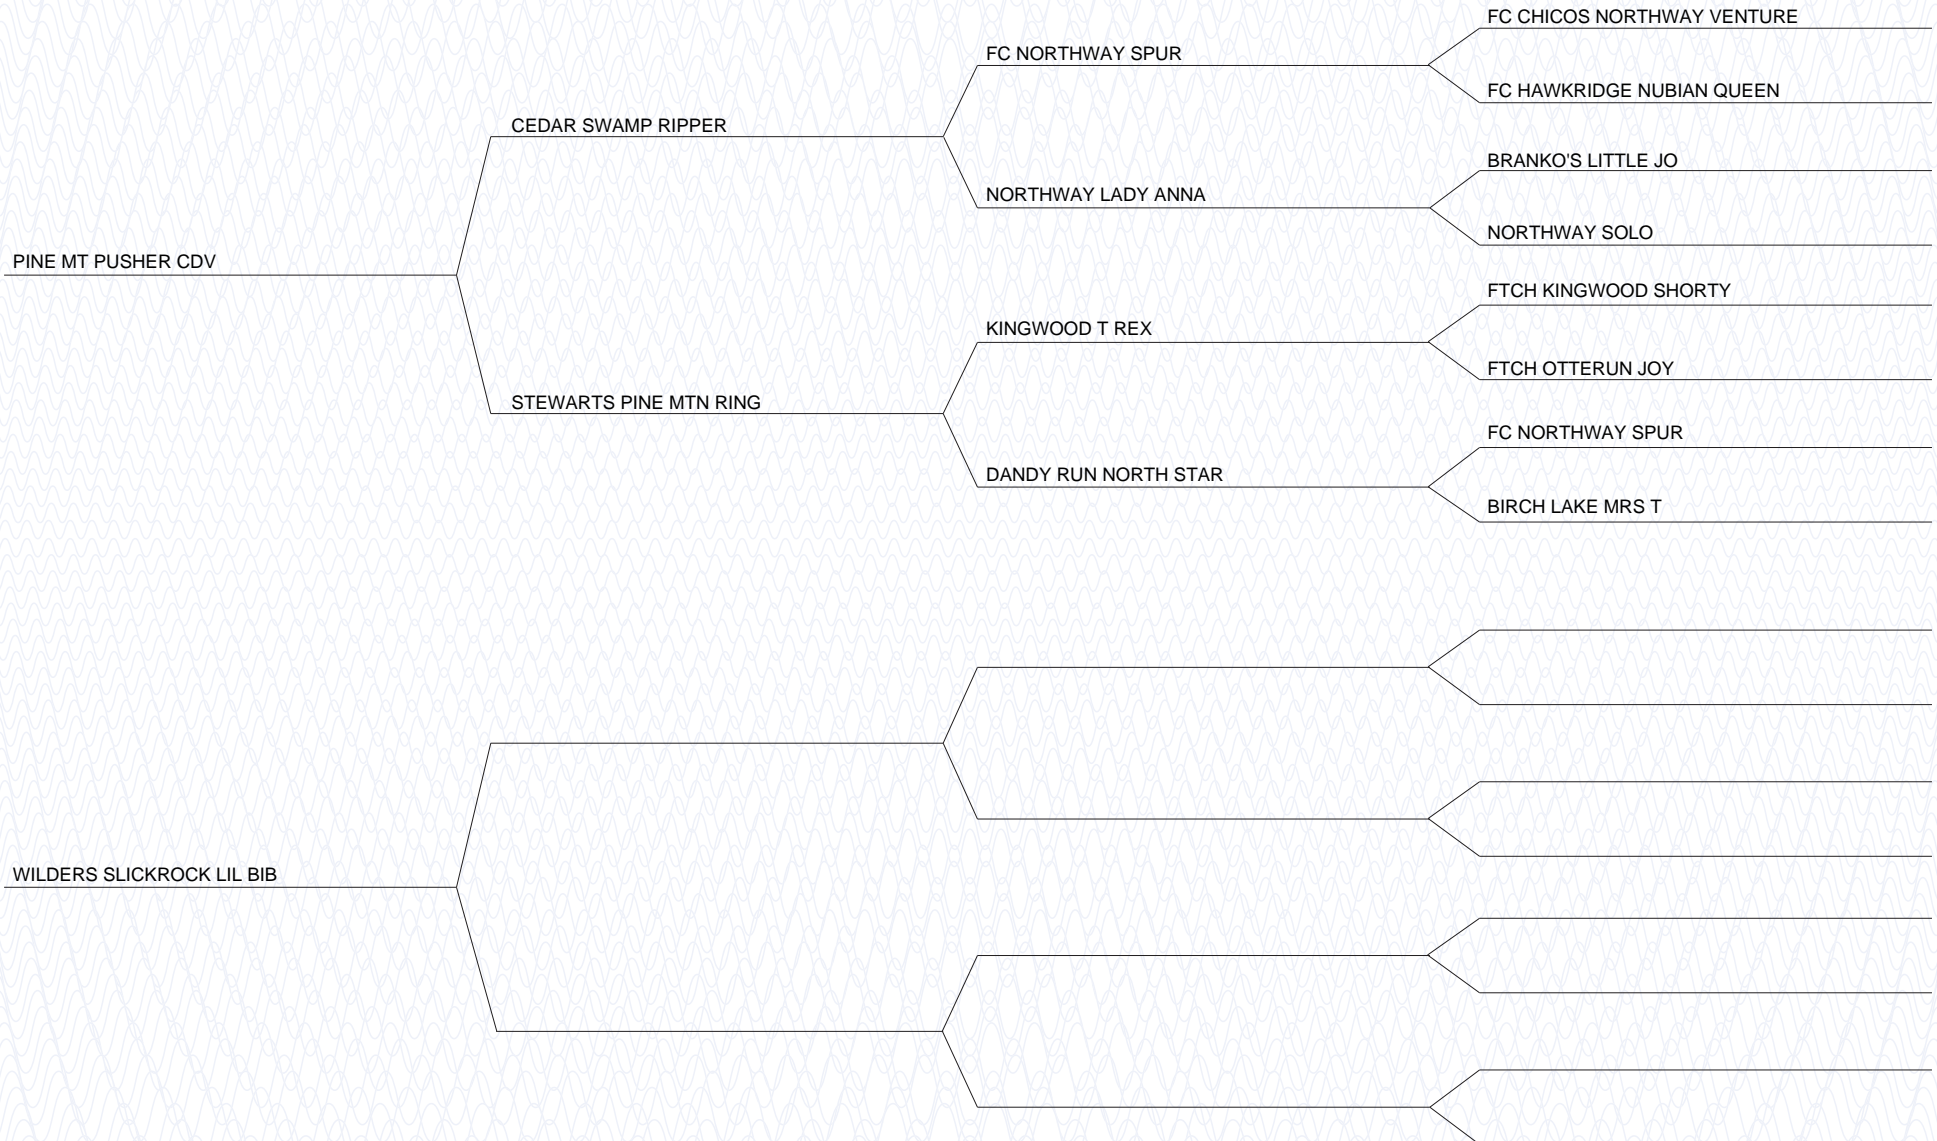 FC CHICOS NORTHWAY VENTURE
FC NORTHWAY SPUR
FC HAWKRIDGE NUBIAN QUEEN
CEDAR SWAMP RIPPER
BRANKO'S LITTLE JO
NORTHWAY LADY ANNA
NORTHWAY SOLO
PINE MT PUSHER CDV
FTCH KINGWOOD SHORTY
KINGWOOD T REX
FTCH OTTERUN JOY
STEWARTS PINE MTN RING
FC NORTHWAY SPUR
DANDY RUN NORTH STAR
BIRCH LAKE MRS T
WILDERS SLICKROCK LIL BIB